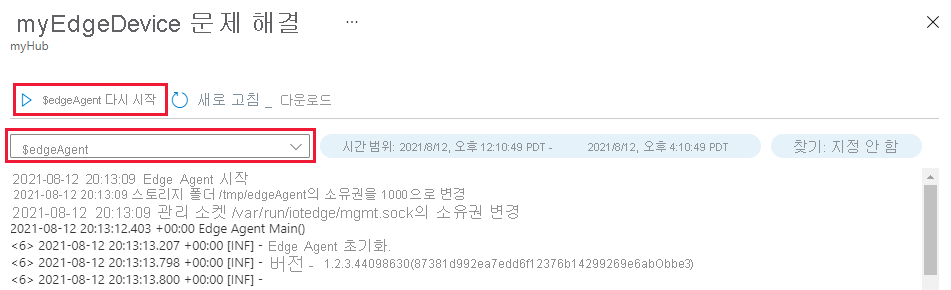 myEdgeDevice 문제 해결 ...
myHub
$edgeAgent 다시 시작 새로 고침 _ 다운로드
$edgeAgent 시간 범위: 2021/8/12, 오후 12:10:49 PDT - 2021/8/12, 오후 4:10:49 PDT 찾기: 지정 안 함
2021-08-12 20:13:09 Edge Agent 시작
2021-08-12 20:13:09 스토리지 폴더 /tmp/edgeAgent의 소유권을 1000으로 변경
2021-08-12 20:13:09 관리 소켓 /var/run/iotedge/mgmt.sock의 소유권 변경
2021-08-12 20:13:12.403 +00:00 Edge Agent Main()
<6> 2021-08-12 20:13:13.207 +00:00 [INF] - Edge Agent 초기화.
<6> 2021-08-12 20:13:13.798 +00:00 [INF] - 버전 - 1.2.3.44098630(87381d992ea7edd6f12376b14299269e6ab0bbe3)
<6> 2021-08-12 20:13:13.800 +00:00 [INF] -